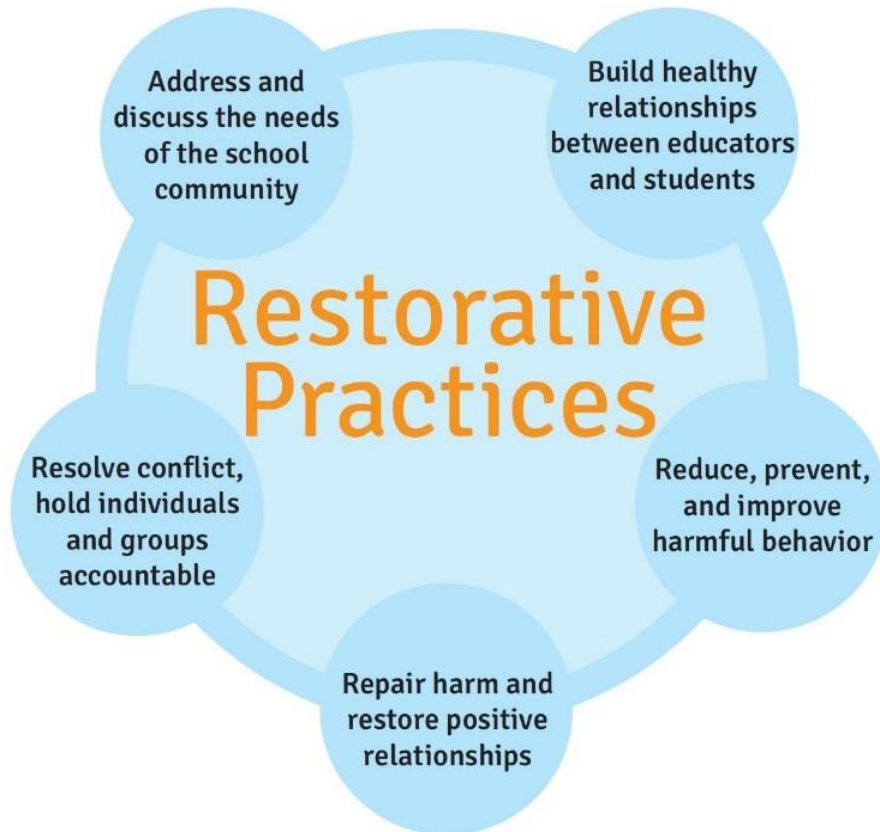 Address and
discuss the needs
of the school
community
Build healthy
relationships
between educators
and students
Restorative
Practices
Resolve conflict,
hold individuals
and groups
accountable
Reduce, prevent,
and improve
harmful behavior
Repair harm and
restore positive
relationships